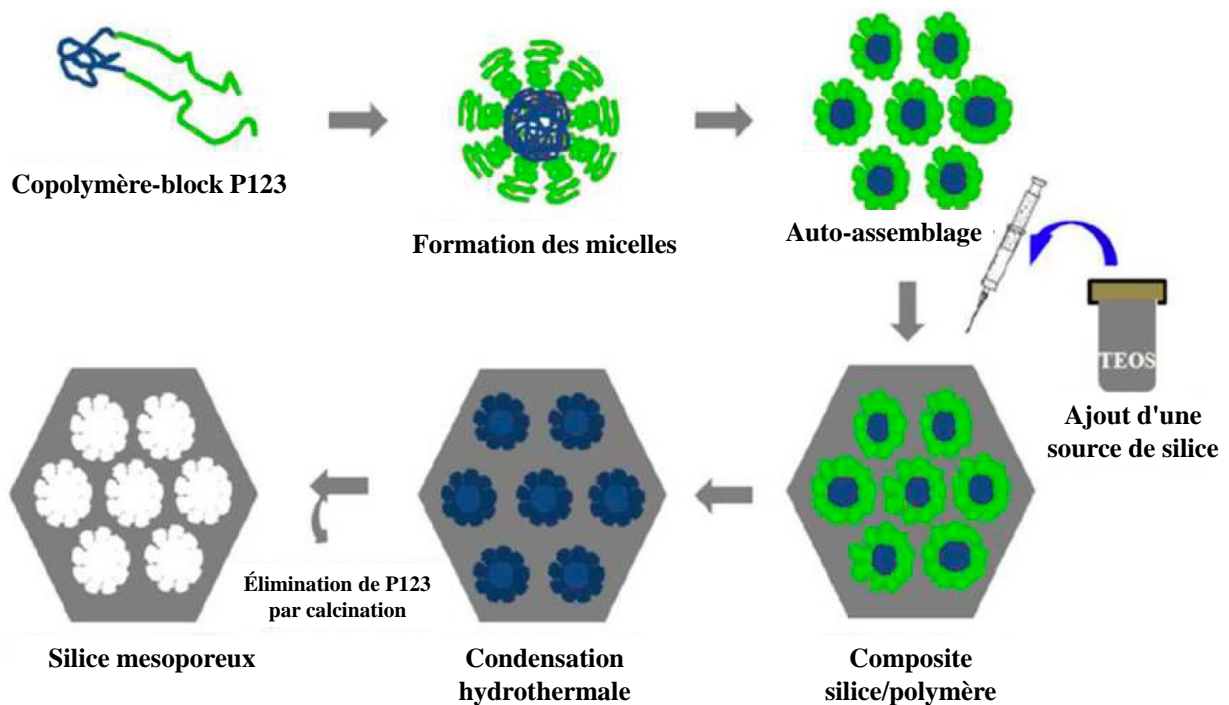 Copolymère-block P123
Formation des micelles
Auto-assemblage
TEOS
Ajout d'une
source de silice
Composite
silice/polymère
Condensation
hydrothermale
Élimination de P123
par calcination
Silice mesoporeux